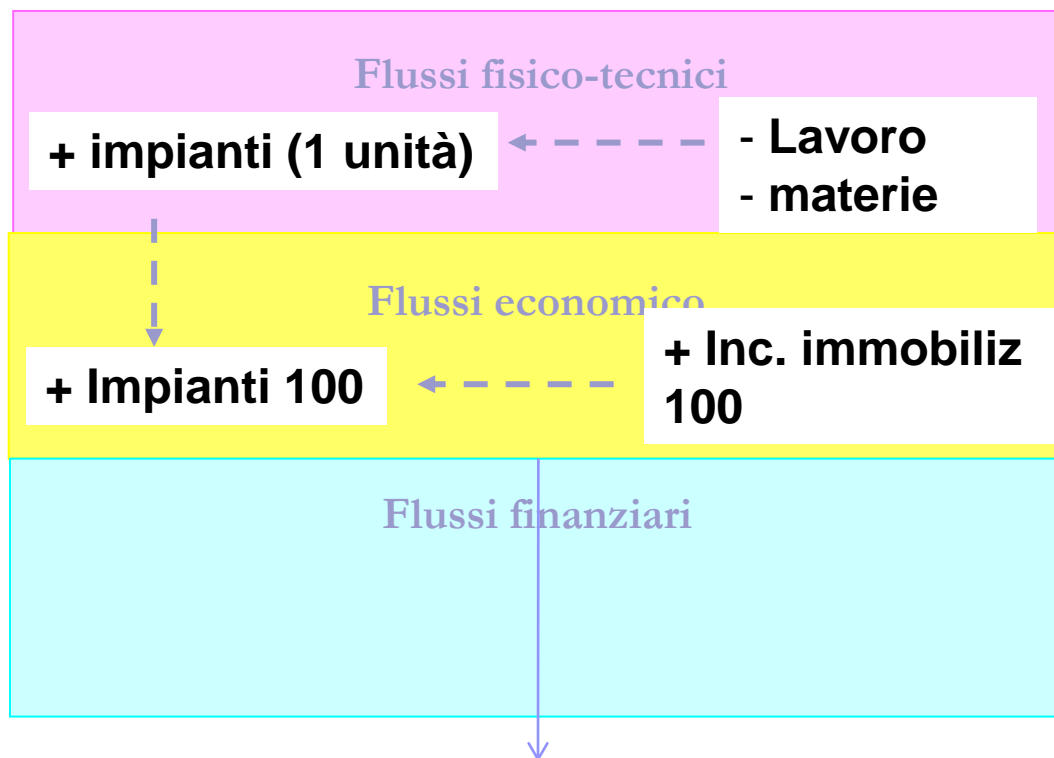 Flussi fisico-tecnici
+ impianti (1 unità)
- Lavoro
- materie
Flussi economico
+ Impianti 100
+ Inc. immobiliz
100
Flussi finanziari